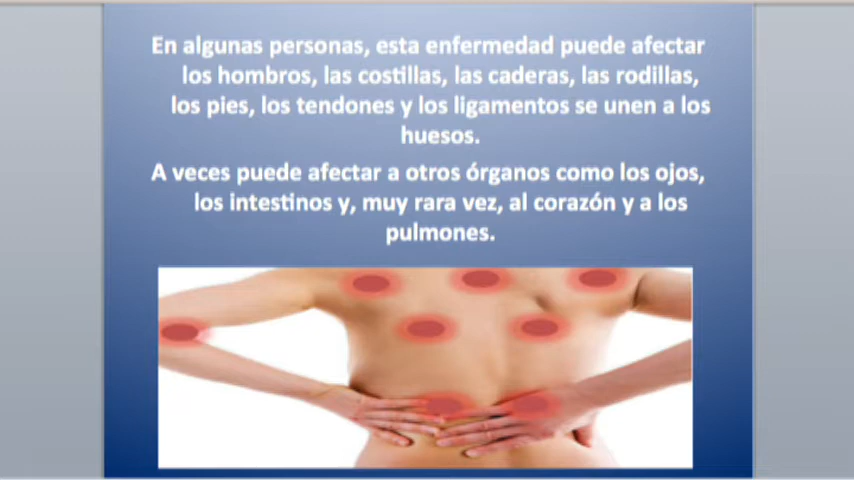 En algunas personas, esta enfermedad puede afectar
los hombros, las costillas, las caderas, las rodillas,
los pies, los tendones y los ligamentos se unen a los
huesos.
A veces puede afectar a otros órganos como los ojos,
los intestinos y, muy rara vez, al corazón y a los
pulmones.